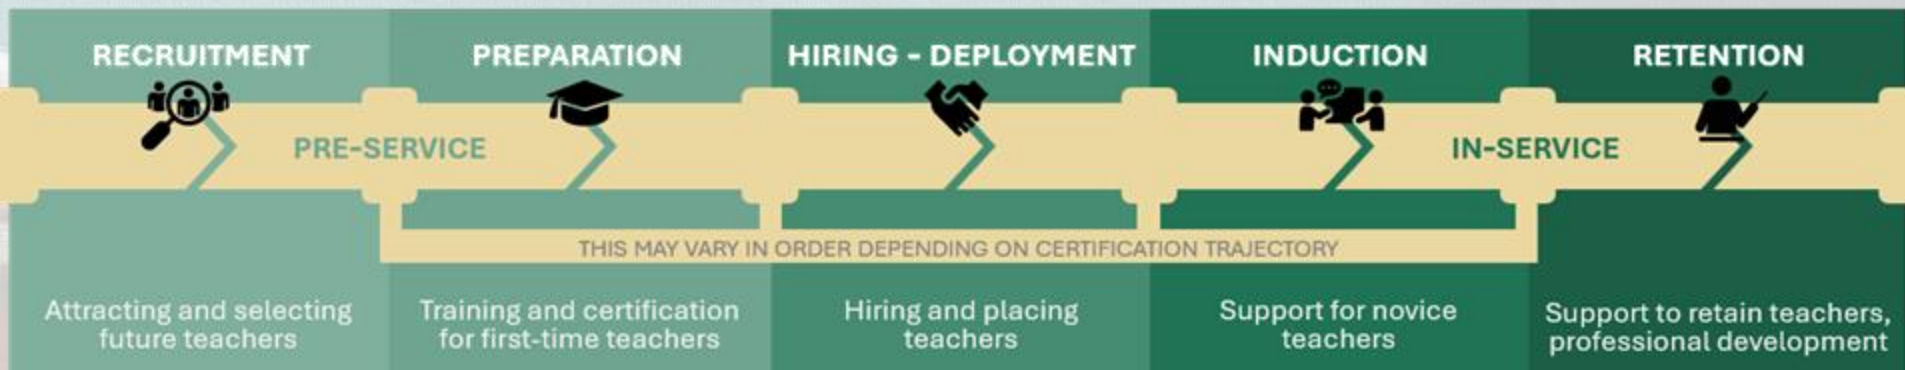 RECRUITMENT
PREPARATION
HIRING - DEPLOYMENT
INDUCTION
RETENTION
PRE-SERVICE
IN-SERVICE
THIS MAY VARY IN ORDER DEPENDING ON CERTIFICATION TRAJECTORY
Attracting and selecting
future teachers
Training and certification
for first-time teachers
Hiring and placing
teachers
Support for novice
teachers
Support to retain teachers,
professional development